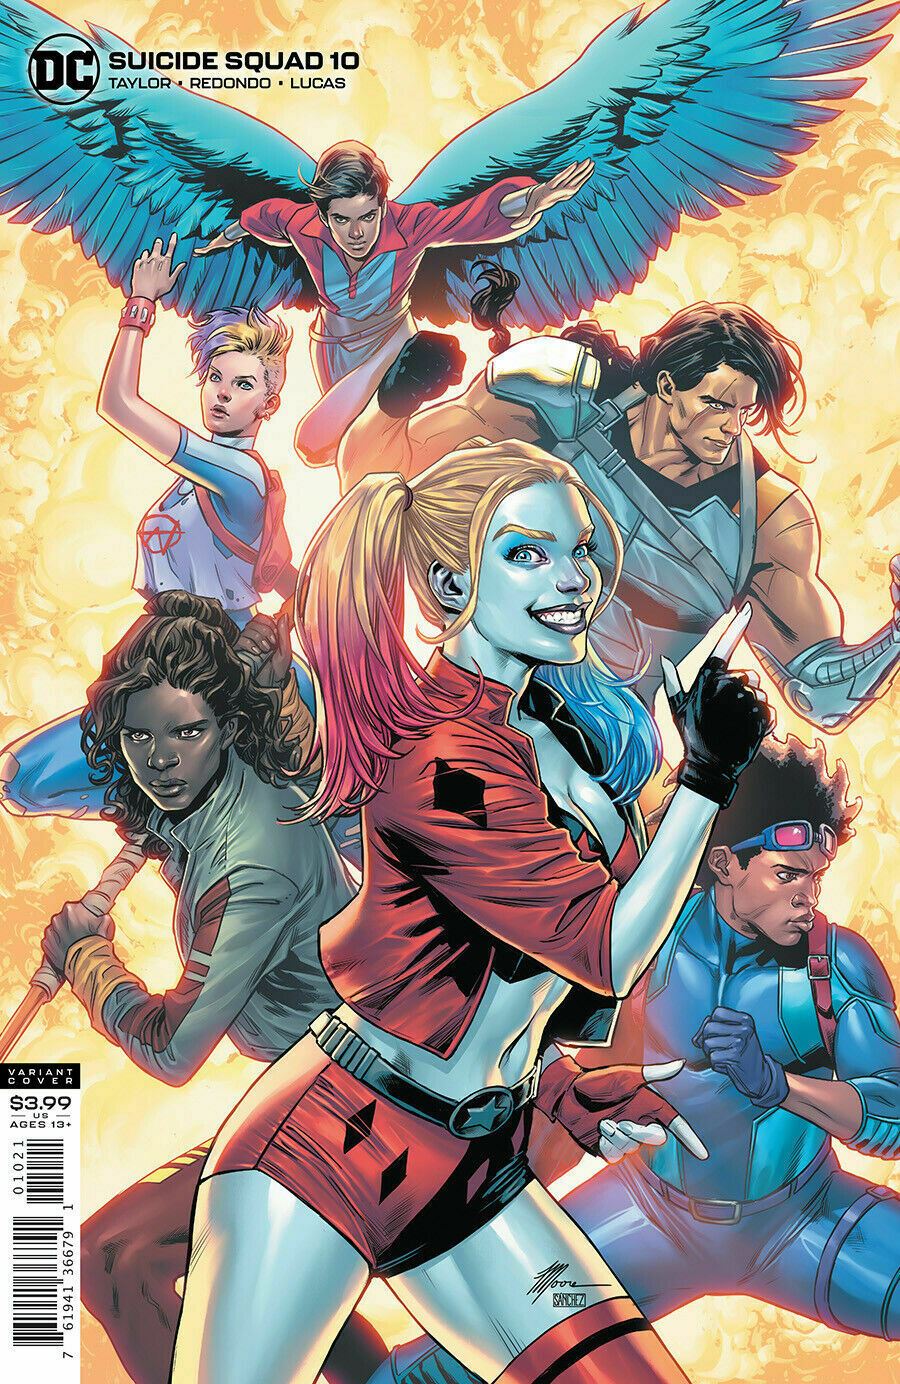 DC
SUICIDE SQUAD 10
TAYLOR • REDONDO • LUCAS
VARIANT
COVER
$3.99
US
AGES 13+
01021
7 61941 36679 1
Moore
SANCHEZ